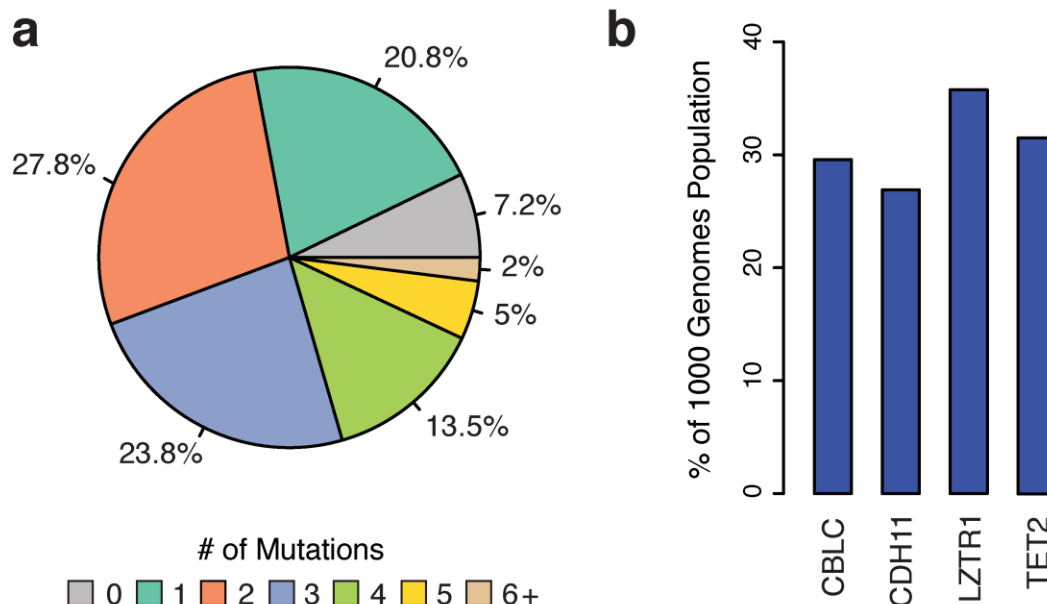 a
20.8%
27.8%
7.2%
2%
5%
13.5%
23.8%
# of Mutations
0 1 2 3 4 5 6+
b
% of 1000 Genomes Population
40
30
20
10
0
CBLC
CDH11
LZTR1
TET2